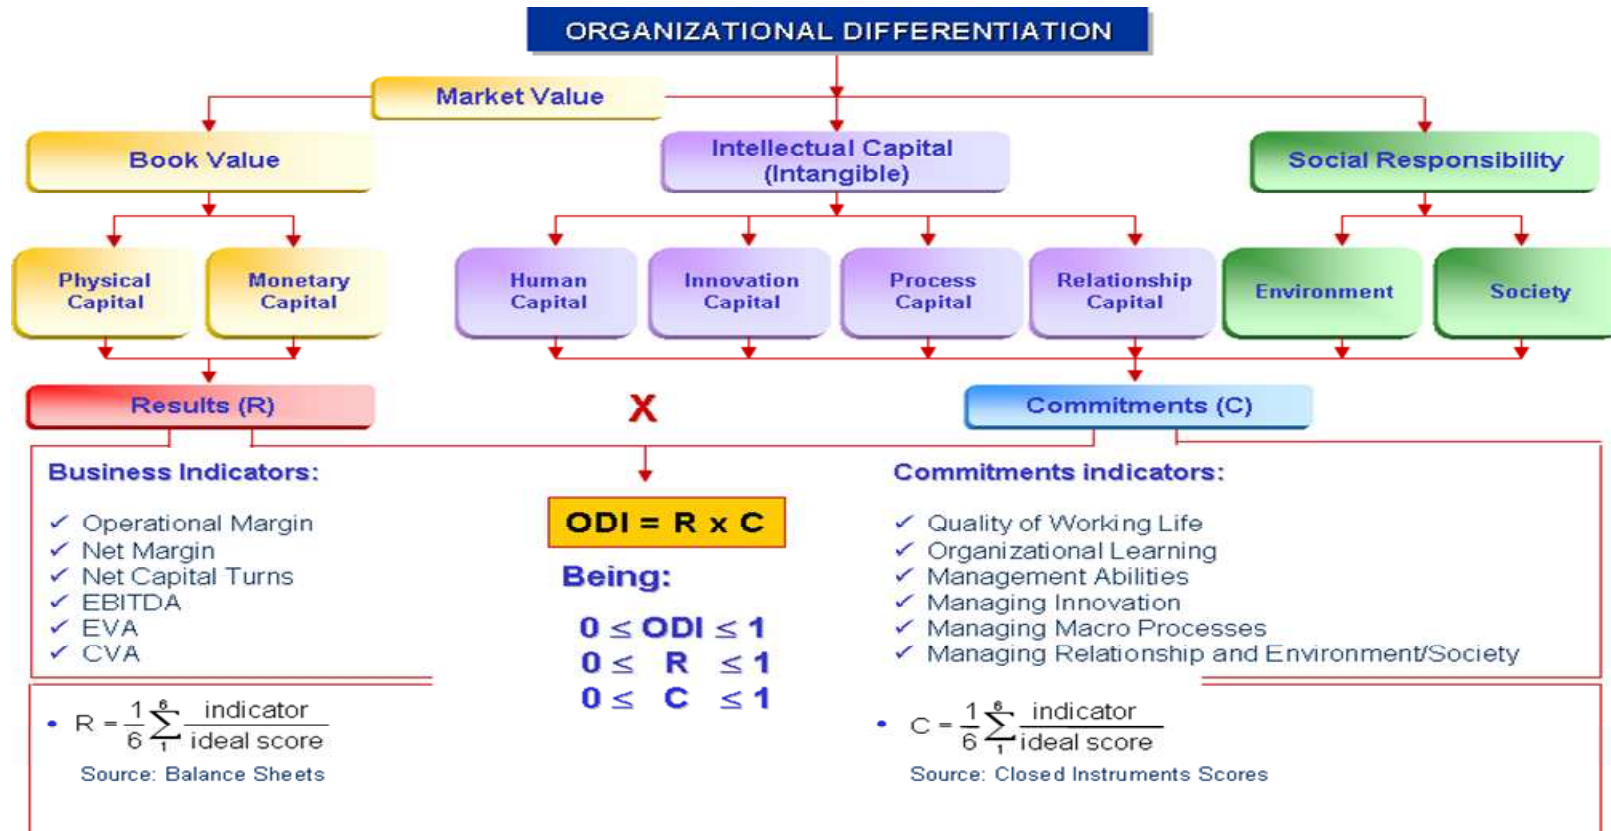 ORGANIZATIONAL DIFFERENTIATION
Market Value
Book Value
Intellectual Capital
(Intangible)
Social Responsibility
Physical
Capital
Monetary
Capital
Human
Capital
Innovation
Capital
Process
Capital
Relationship
Capital
Environment
Society
Results (R)
X
Commitments (C)
Business Indicators:
✓ Operational Margin
✓ Net Margin
✓ Net Capital Turns
✓ EBITDA
✓ EVA
✓ CVA
ODI = R x C
Being:
0 ≤ ODI ≤ 1
0 ≤ R ≤ 1
0 ≤ C ≤ 1
Commitments indicators:
✓ Quality of Working Life
✓ Organizational Learning
✓ Management Abilities
✓ Managing Innovation
✓ Managing Macro Processes
✓ Managing Relationship and Environment/Society
• R = 1/6 6∑1 indicator/ideal score
Source: Balance Sheets
• C = 1/6 6∑1 indicator/ideal score
Source: Closed Instruments Scores